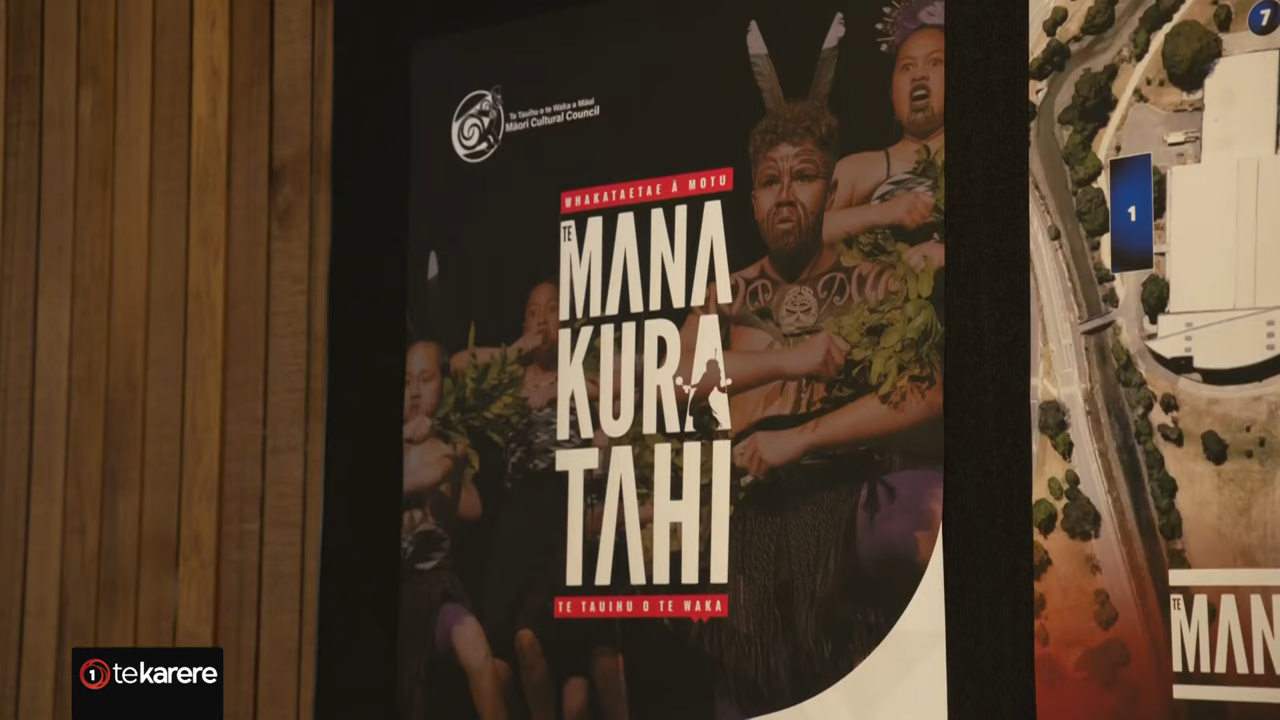 Te Tauihu o te Waka a Māui
Māori Cultural Council
WHAKATAETAE Ā MOTU
TE
MANA
KURA
TAHI
TE TAUIHU O TE WAKA
7
1
TE
MAN
1 tekarere